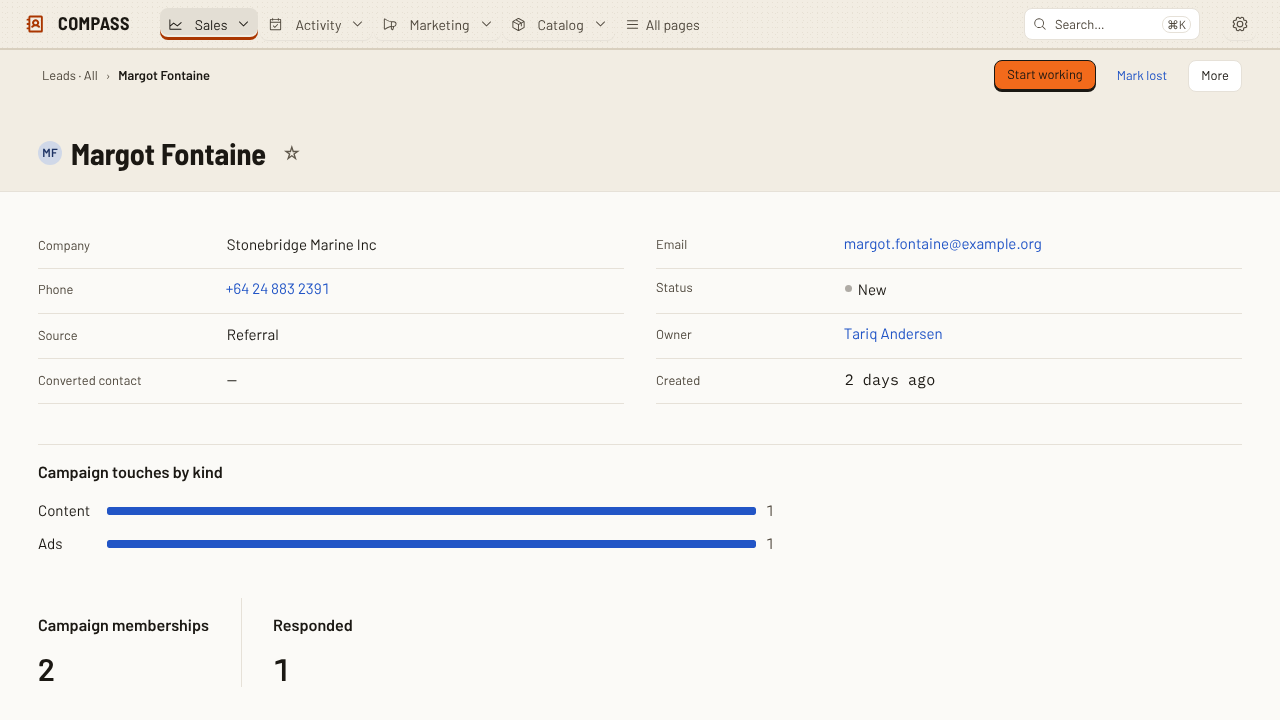 COMPASS
Sales
Activity
Marketing
Catalog
All pages
Search...
⌘K
Leads · All › Margot Fontaine
Start working
Mark lost
More
MF
Margot Fontaine
Company
Stonebridge Marine Inc
Email
margot.fontaine@example.org
Phone
+64 24 883 2391
Status
New
Source
Referral
Owner
Tariq Andersen
Converted contact
—
Created
2 days ago
Campaign touches by kind
Content
1
Ads
1
Campaign memberships
2
Responded
1